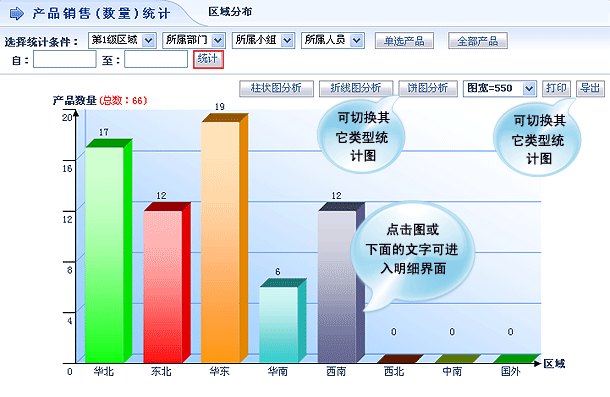 产品销售(数量)统计 区域分布
选择统计条件: 第1级区域 所属部门 所属小组 所属人员 单选产品 全部产品
自: 至: 统计
柱状图分析 折线图分析 饼图分析 图宽=550 打印 导出
产品数量(总数:66)
可切换其
它类型统
计图
可切换其
它类型统
计图
点击图或
下面的文字可进
入明细界面
20
16
12
8
4
0
17
12
19
6
12
0
0
0
华北 东北 华东 华南 西南 西北 中南 国外
区域